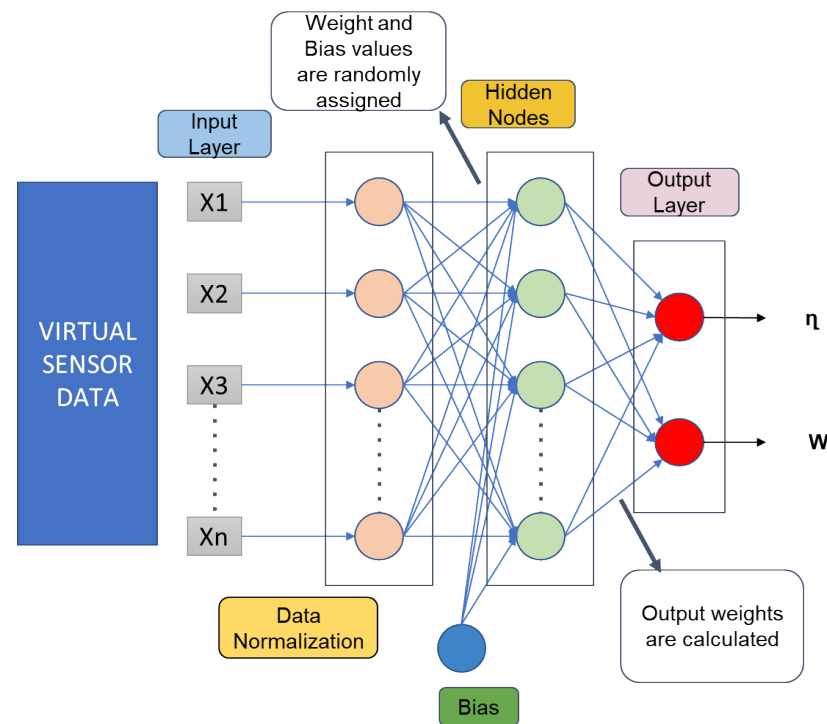 Weight and
Bias values
are randomly
assigned
Hidden
Nodes
Input
Layer
Output
Layer
VIRTUAL
SENSOR
DATA
X1
X2
X3
Xn
η
W
Data
Normalization
Bias
Output weights
are calculated